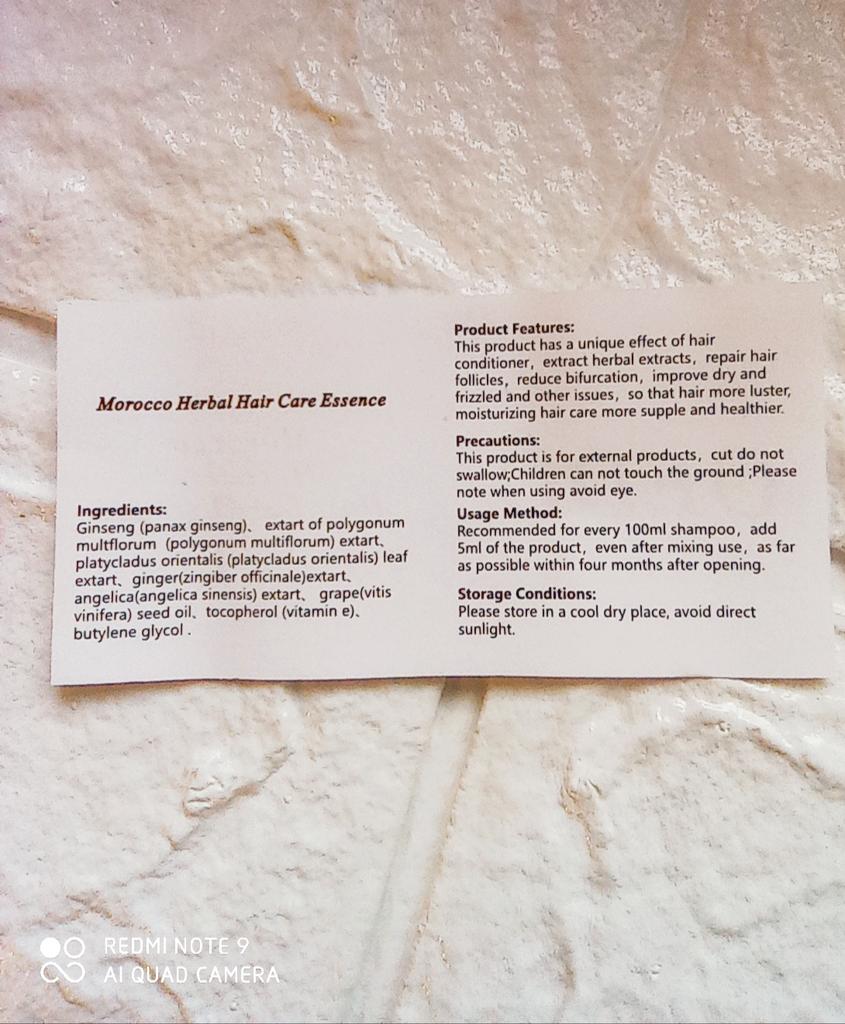 Morocco Herbal Hair Care Essence
Ingredients:
Ginseng (panax ginseng)、 extart of polygonum
multflorum (polygonum multiflorum) extart、
platycladus orientalis (platycladus orientalis) leaf
extart、ginger(zingiber officinale)extart、
angelica(angelica sinensis) extart、 grape(vitis
vinifera) seed oil、tocopherol (vitamin e)、
butylene glycol .
Product Features:
This product has a unique effect of hair
conditioner, extract herbal extracts, repair hair
follicles, reduce bifurcation, improve dry and
frizzled and other issues, so that hair more luster,
moisturizing hair care more supple and healthier.
Precautions:
This product is for external products, cut do not
swallow;Children can not touch the ground ;Please
note when using avoid eye.
Usage Method:
Recommended for every 100ml shampoo, add
5ml of the product, even after mixing use, as far
as possible within four months after opening.
Storage Conditions:
Please store in a cool dry place, avoid direct
sunlight.
REDMI NOTE 9
AI QUAD CAMERA